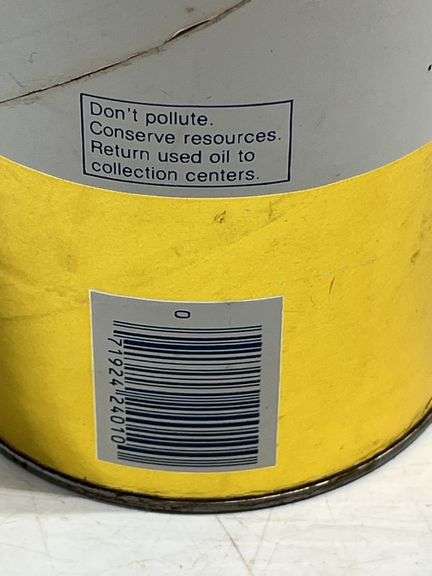 Don't pollute.
Conserve resources.
Return used oil to
collection centers.
0
71924 24010